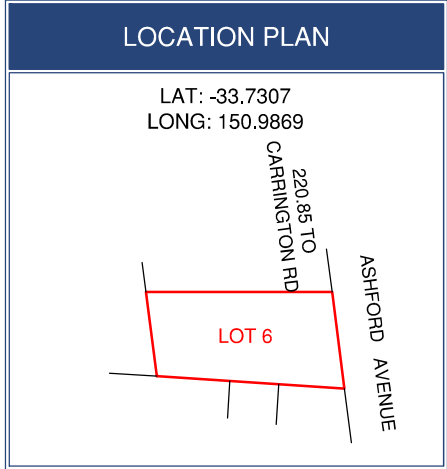 LOCATION PLAN
LAT: -33.7307
LONG: 150.9869
220.85 TO
CARRINGTON RD
ASHFORD AVENUE
LOT 6